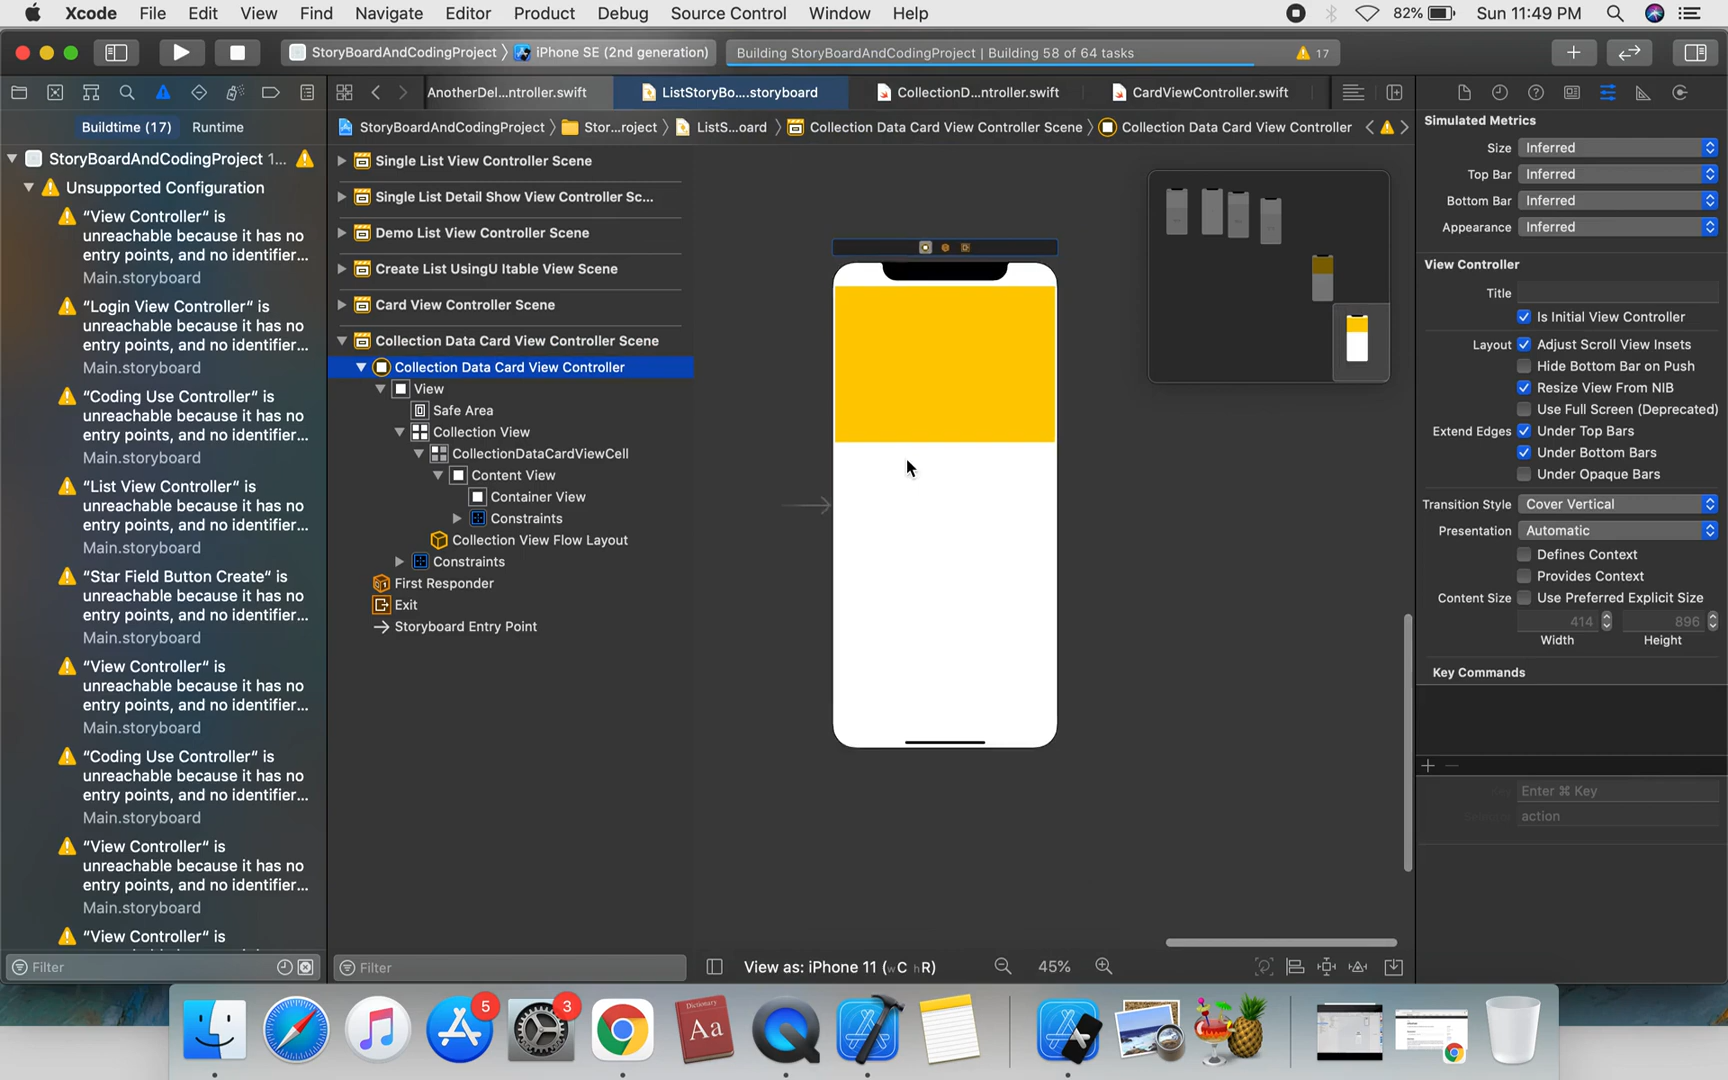 Xcode File Edit View Find Navigate Editor Product Debug Source Control Window Help 82% Sun 11:49 PM
StoryBoardAndCodingProject iPhone SE (2nd generation) Building StoryBoardAndCodingProject | Building 58 of 64 tasks 17
AnotherDel...ntroller.swift ListStoryBo....storyboard CollectionD...ntroller.swift CardViewController.swift
Buildtime (17) Runtime
StoryBoardAndCodingProject Stor...roject ListS...oard Collection Data Card View Controller Scene Collection Data Card View Controller
StoryBoardAndCodingProject 1...
Unsupported Configuration
"View Controller" is
unreachable because it has no
entry points, and no identifier...
Main.storyboard
"Login View Controller" is
unreachable because it has no
entry points, and no identifier...
Main.storyboard
"Coding Use Controller" is
unreachable because it has no
entry points, and no identifier...
Main.storyboard
"List View Controller" is
unreachable because it has no
entry points, and no identifier...
Main.storyboard
"Star Field Button Create" is
unreachable because it has no
entry points, and no identifier...
Main.storyboard
"View Controller" is
unreachable because it has no
entry points, and no identifier...
Main.storyboard
"Coding Use Controller" is
unreachable because it has no
entry points, and no identifier...
Main.storyboard
"View Controller" is
unreachable because it has no
entry points, and no identifier...
Main.storyboard
"View Controller" is
Filter
Single List View Controller Scene
Single List Detail Show View Controller Sc...
Demo List View Controller Scene
Create List UsingU Itable View Scene
Card View Controller Scene
Collection Data Card View Controller Scene
Collection Data Card View Controller
View
Safe Area
Collection View
CollectionDataCardViewCell
Content View
Container View
Constraints
Collection View Flow Layout
Constraints
First Responder
Exit
Storyboard Entry Point
Filter
View as: iPhone 11 (wC hR) 45%
Simulated Metrics
Size Inferred
Top Bar Inferred
Bottom Bar Inferred
Appearance Inferred
View Controller
Title
Is Initial View Controller
Layout Adjust Scroll View Insets
Hide Bottom Bar on Push
Resize View From NIB
Use Full Screen (Deprecated)
Extend Edges Under Top Bars
Under Bottom Bars
Under Opaque Bars
Transition Style Cover Vertical
Presentation Automatic
Defines Context
Provides Context
Content Size Use Preferred Explicit Size
414 896
Width Height
Key Commands
Enter ⌘ Key
action
5 3
Aa